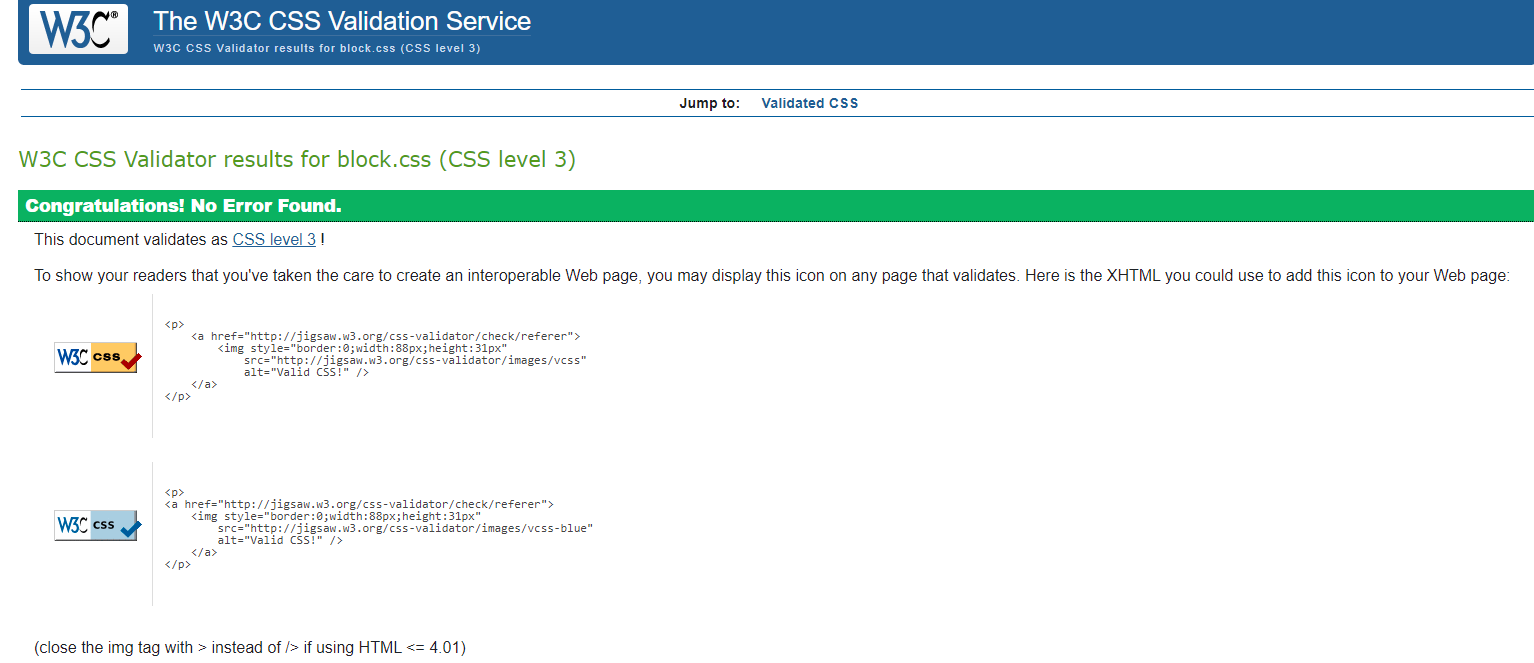 W3C®
The W3C CSS Validation Service
W3C CSS Validator results for block.css (CSS level 3)
Jump to: Validated CSS
W3C CSS Validator results for block.css (CSS level 3)
Congratulations! No Error Found.
This document validates as CSS level 3 !
To show your readers that you've taken the care to create an interoperable Web page, you may display this icon on any page that validates. Here is the XHTML you could use to add this icon to your Web page:
W3C css
<p>
    <a href="http://jigsaw.w3.org/css-validator/check/referer">
        <img style="border:0;width:88px;height:31px"
            src="http://jigsaw.w3.org/css-validator/images/vcss"
            alt="Valid CSS!" />
    </a>
</p>
W3C css
<p>
<a href="http://jigsaw.w3.org/css-validator/check/referer">
    <img style="border:0;width:88px;height:31px"
        src="http://jigsaw.w3.org/css-validator/images/vcss-blue"
        alt="Valid CSS!" />
    </a>
</p>
(close the img tag with > instead of /> if using HTML <= 4.01)